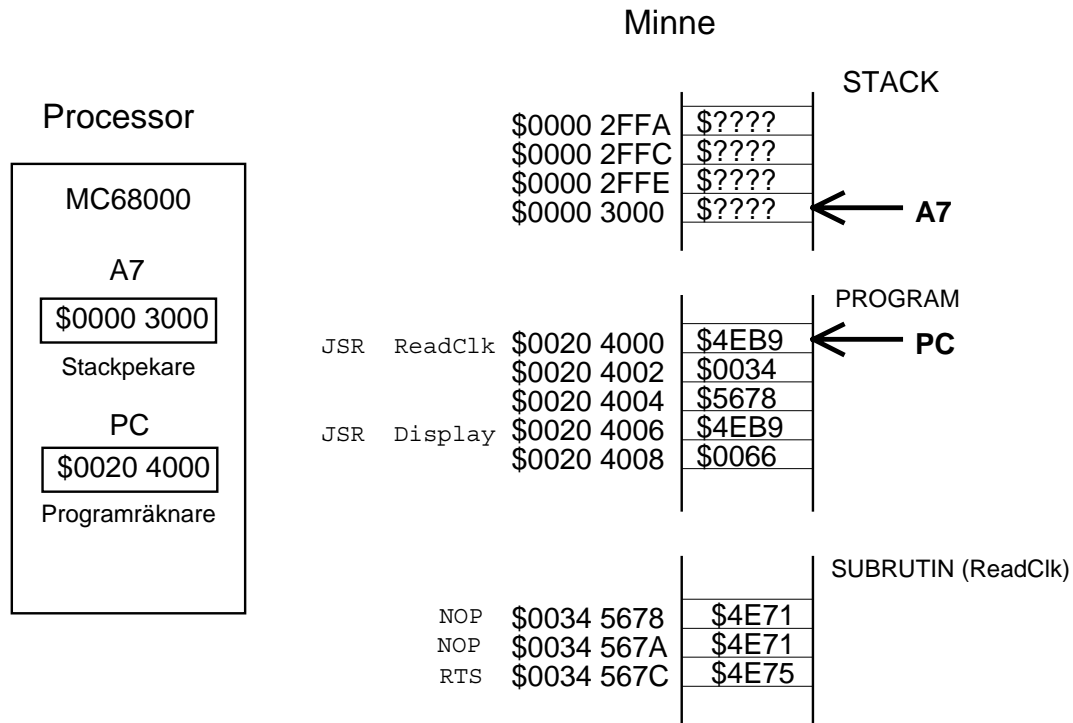 Minne
Processor
MC68000
A7
$0000 3000
Stackpekare
PC
$0020 4000
Programräknare
STACK
$0000 2FFA $????
$0000 2FFC $????
$0000 2FFE $????
$0000 3000 $???? A7
PROGRAM
JSR ReadClk $0020 4000 $4EB9 PC
$0020 4002 $0034
$0020 4004 $5678
JSR Display $0020 4006 $4EB9
$0020 4008 $0066
SUBRUTIN (ReadClk)
NOP $0034 5678 $4E71
NOP $0034 567A $4E71
RTS $0034 567C $4E75